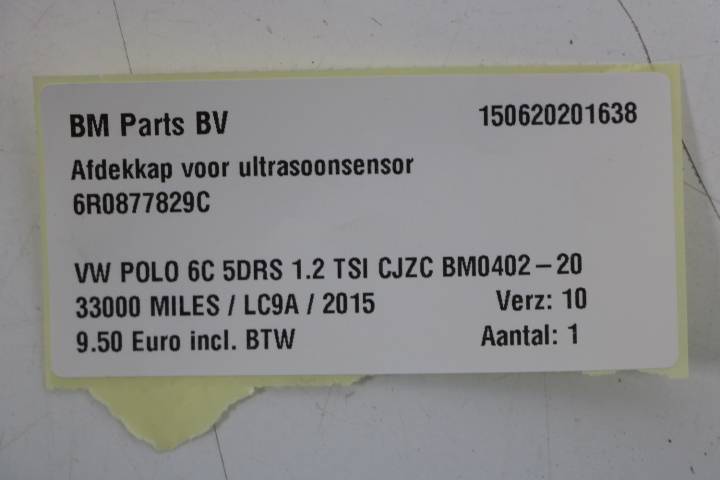 BM Parts BV 150620201638
Afdekkap voor ultrasoonsensor
6R0877829C
VW POLO 6C 5DRS 1.2 TSI CJZC BM0402-20
33000 MILES / LC9A / 2015 Verz: 10
9.50 Euro incl. BTW Aantal: 1